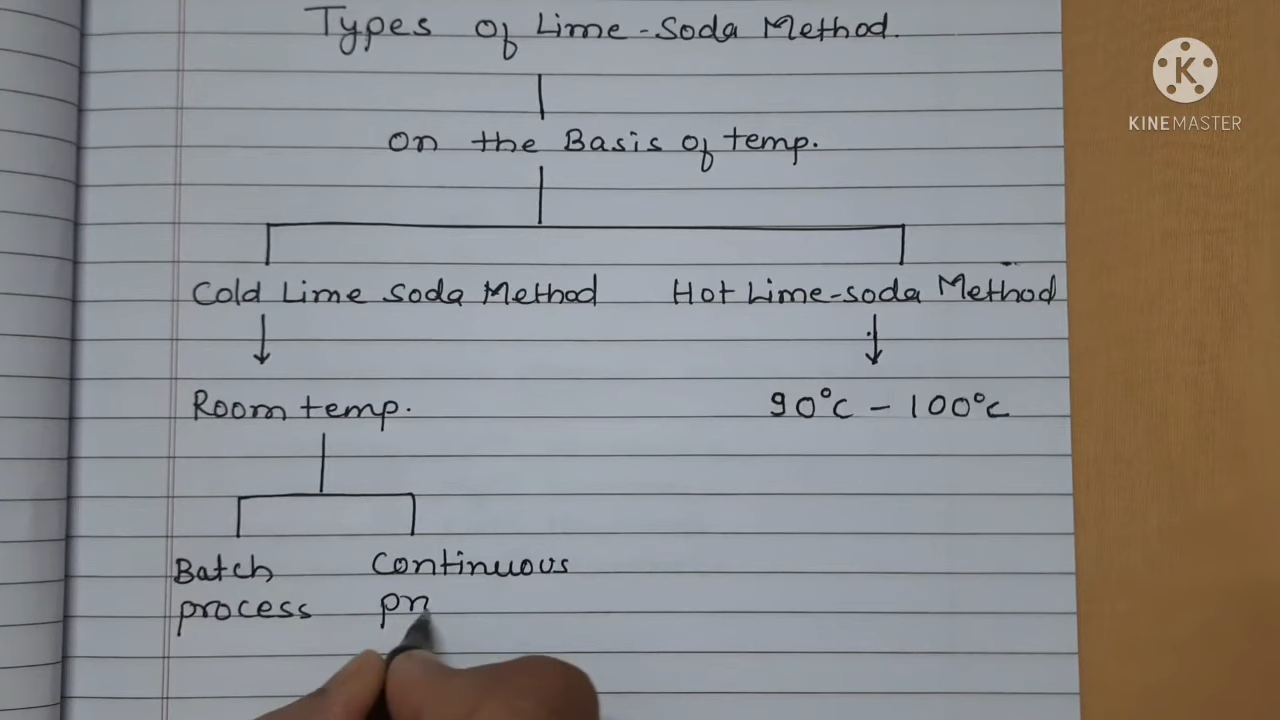 Types of Lime-Soda Method.
On the Basis of temp.
Cold Lime Soda Method Hot Lime-soda Method
Room temp. 90°C - 100°C
Batch Continuous
process pr
K
KINEMASTER